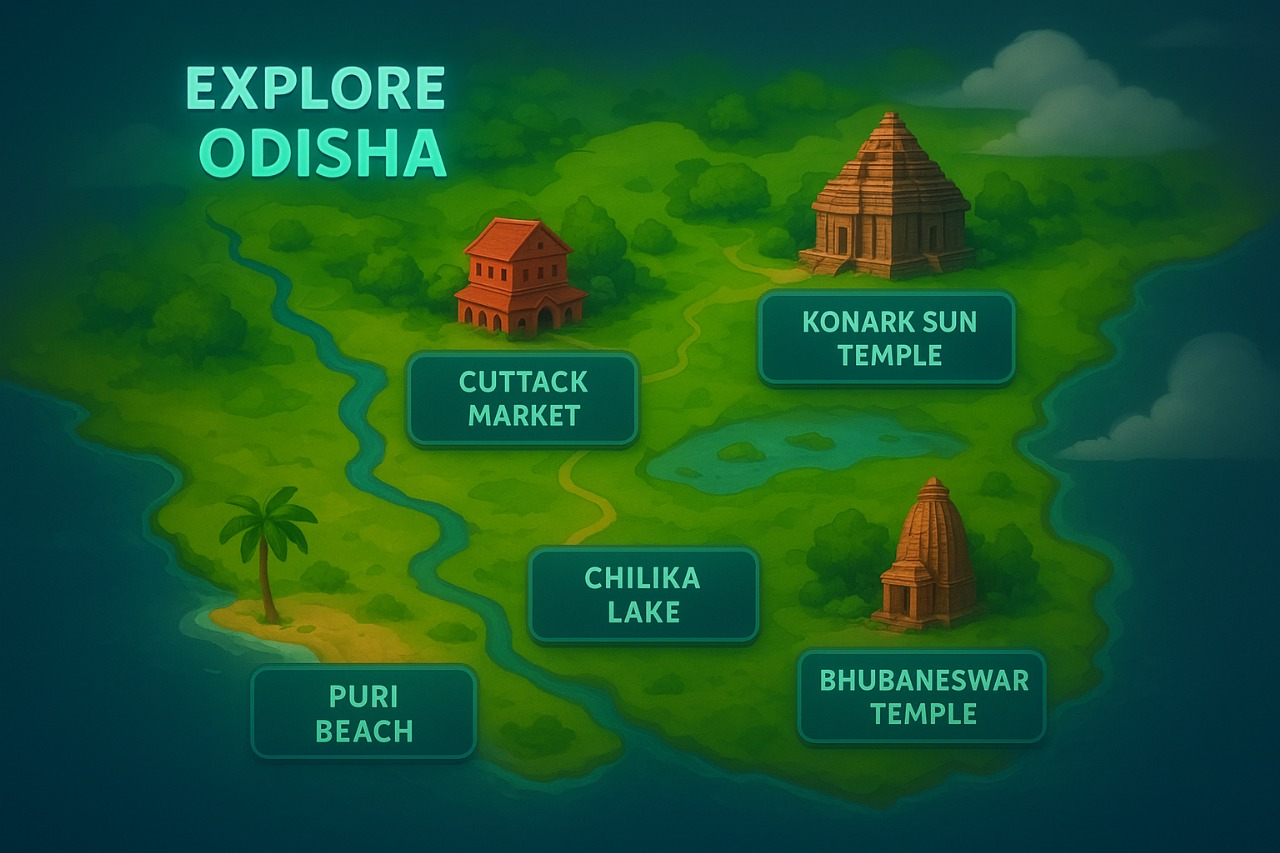 EXPLORE
ODISHA
CUTTACK
MARKET
KONARK SUN
TEMPLE
CHILIKA
LAKE
PURI
BEACH
BHUBANESWAR
TEMPLE